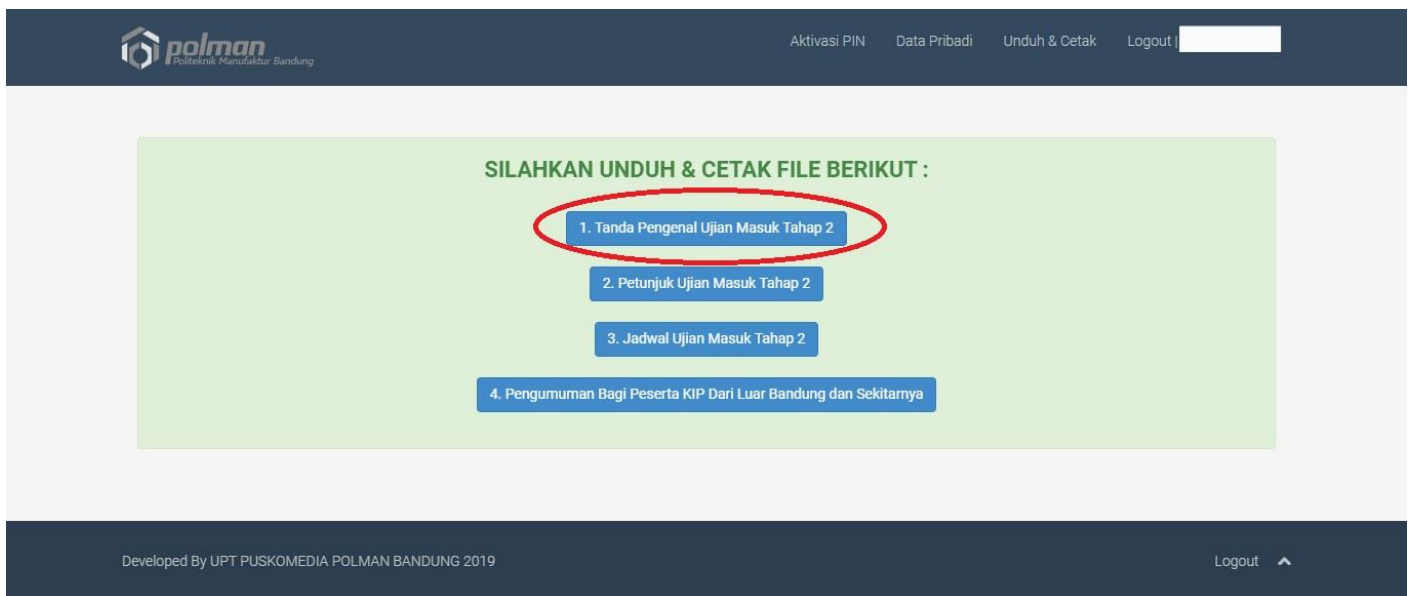 polman
Politeknik Manufaktur Bandung
Aktivasi PIN Data Pribadi Unduh & Cetak Logout |
SILAHKAN UNDUH & CETAK FILE BERIKUT :
1. Tanda Pengenal Ujian Masuk Tahap 2
2. Petunjuk Ujian Masuk Tahap 2
3. Jadwal Ujian Masuk Tahap 2
4. Pengumuman Bagi Peserta KIP Dari Luar Bandung dan Sekitarnya
Developed By UPT PUSKOMEDIA POLMAN BANDUNG 2019 Logout